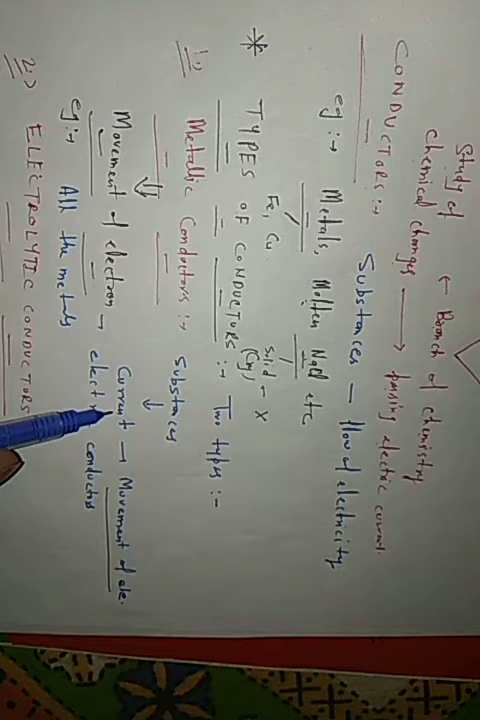 ← Branch of chemistry
Study of chemical changes → passing electric current.
CONDUCTORS :→ Substances — flow of electricity
eg :→ Metals, Molten NaCl etc
Fe, Cu. solid - x
* TYPES OF CONDUCTORS :→ Two types :-
1:) Metallic Conductors :→ Substances
↓ Current → Movement of ele.
Movement of electron → elect conductors
eg :→ All the metals
2:) ELECTROLYTIC CONDUCTORS